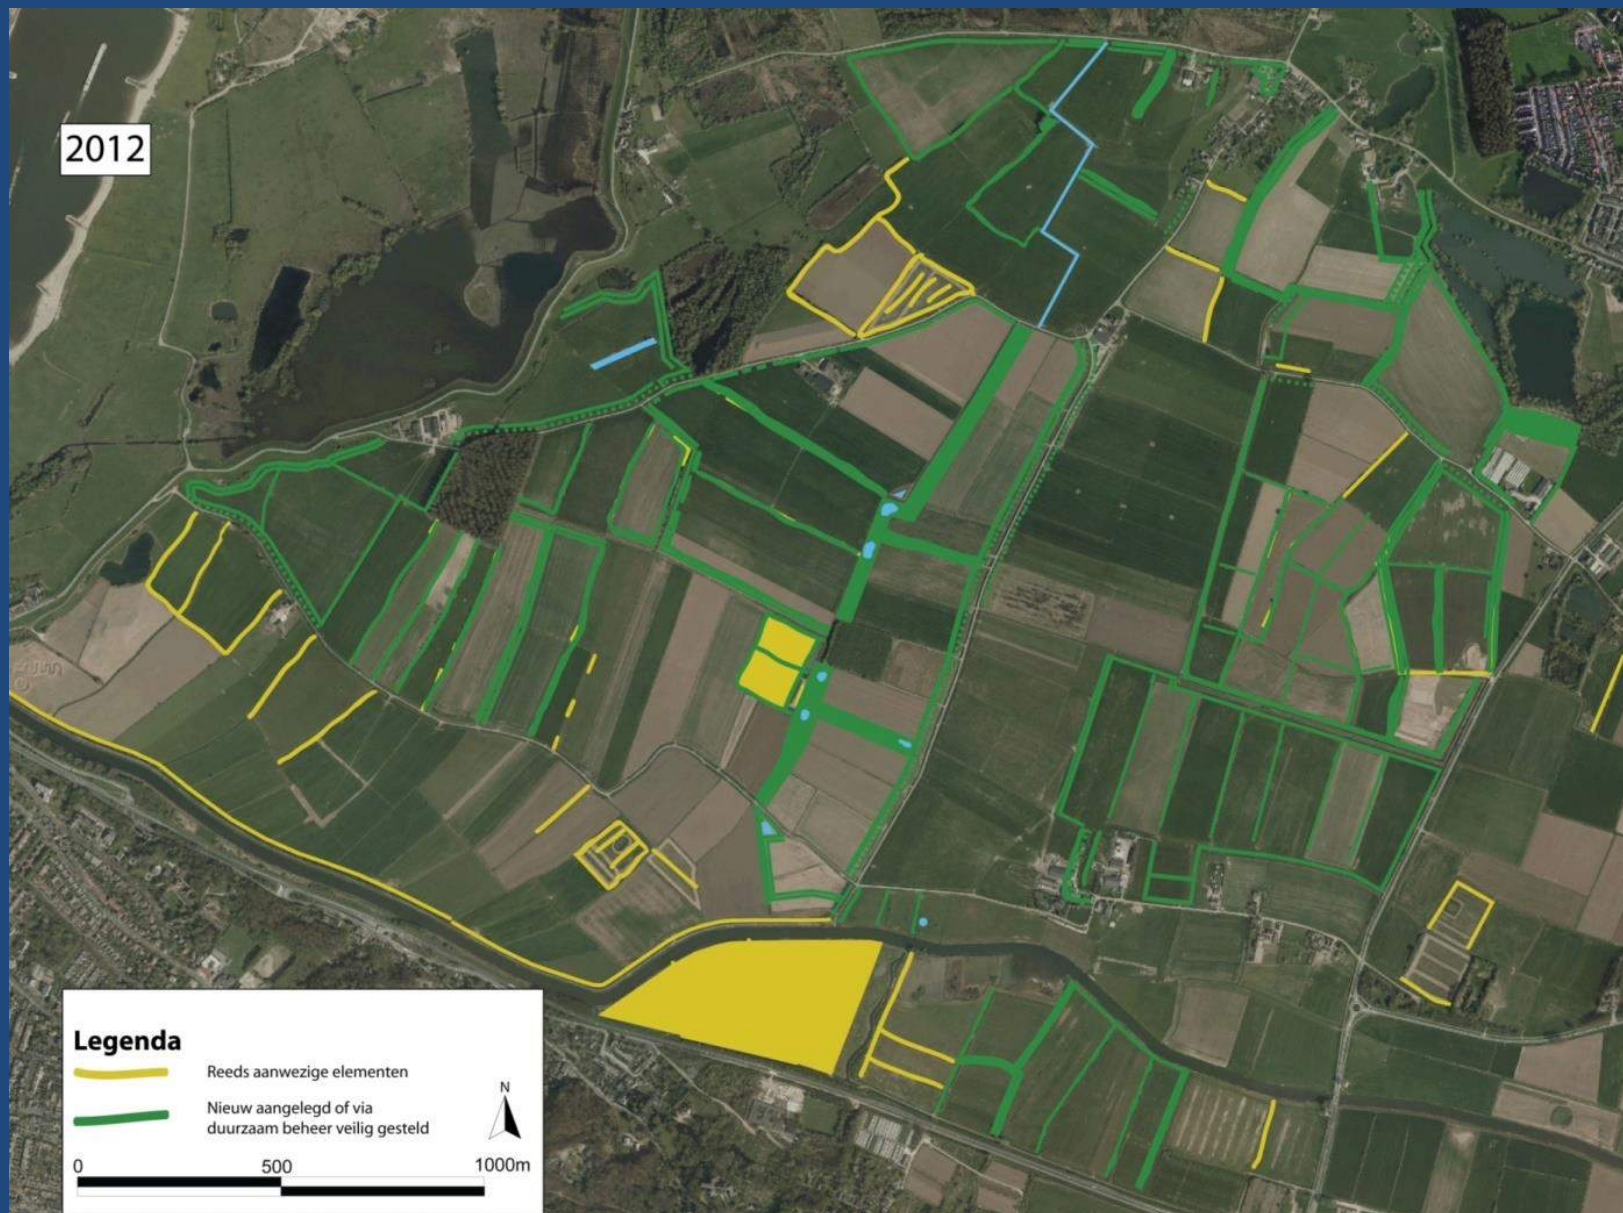 2012
Legenda
Reeds aanwezige elementen
Nieuw aangelegd of via
duurzaam beheer veilig gesteld
N
0 500 1000m